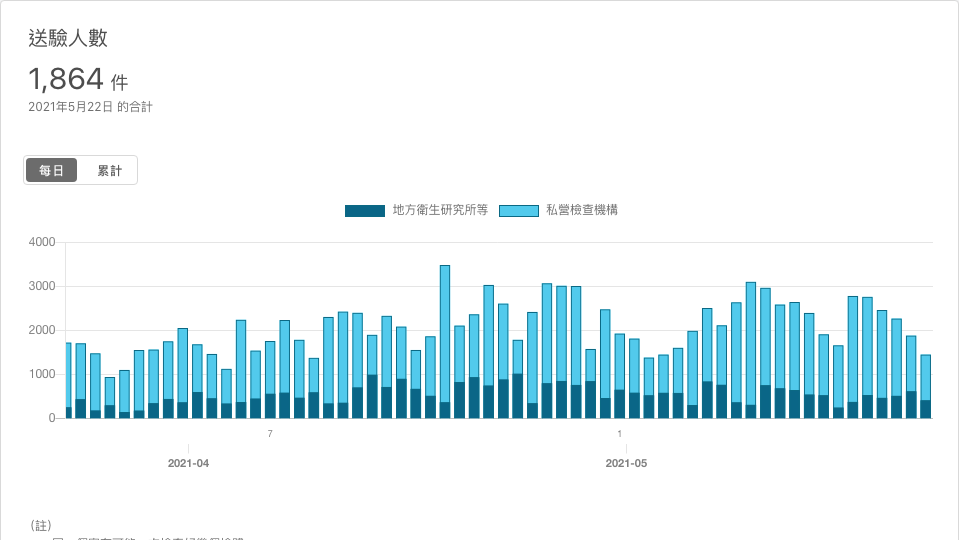 送驗人數
1,864 件
2021年5月22日 的合計
每日 累計
地方衛生研究所等 私營檢查機構
4000
3000
2000
1000
0
7 1
2021-04 2021-05
(註)